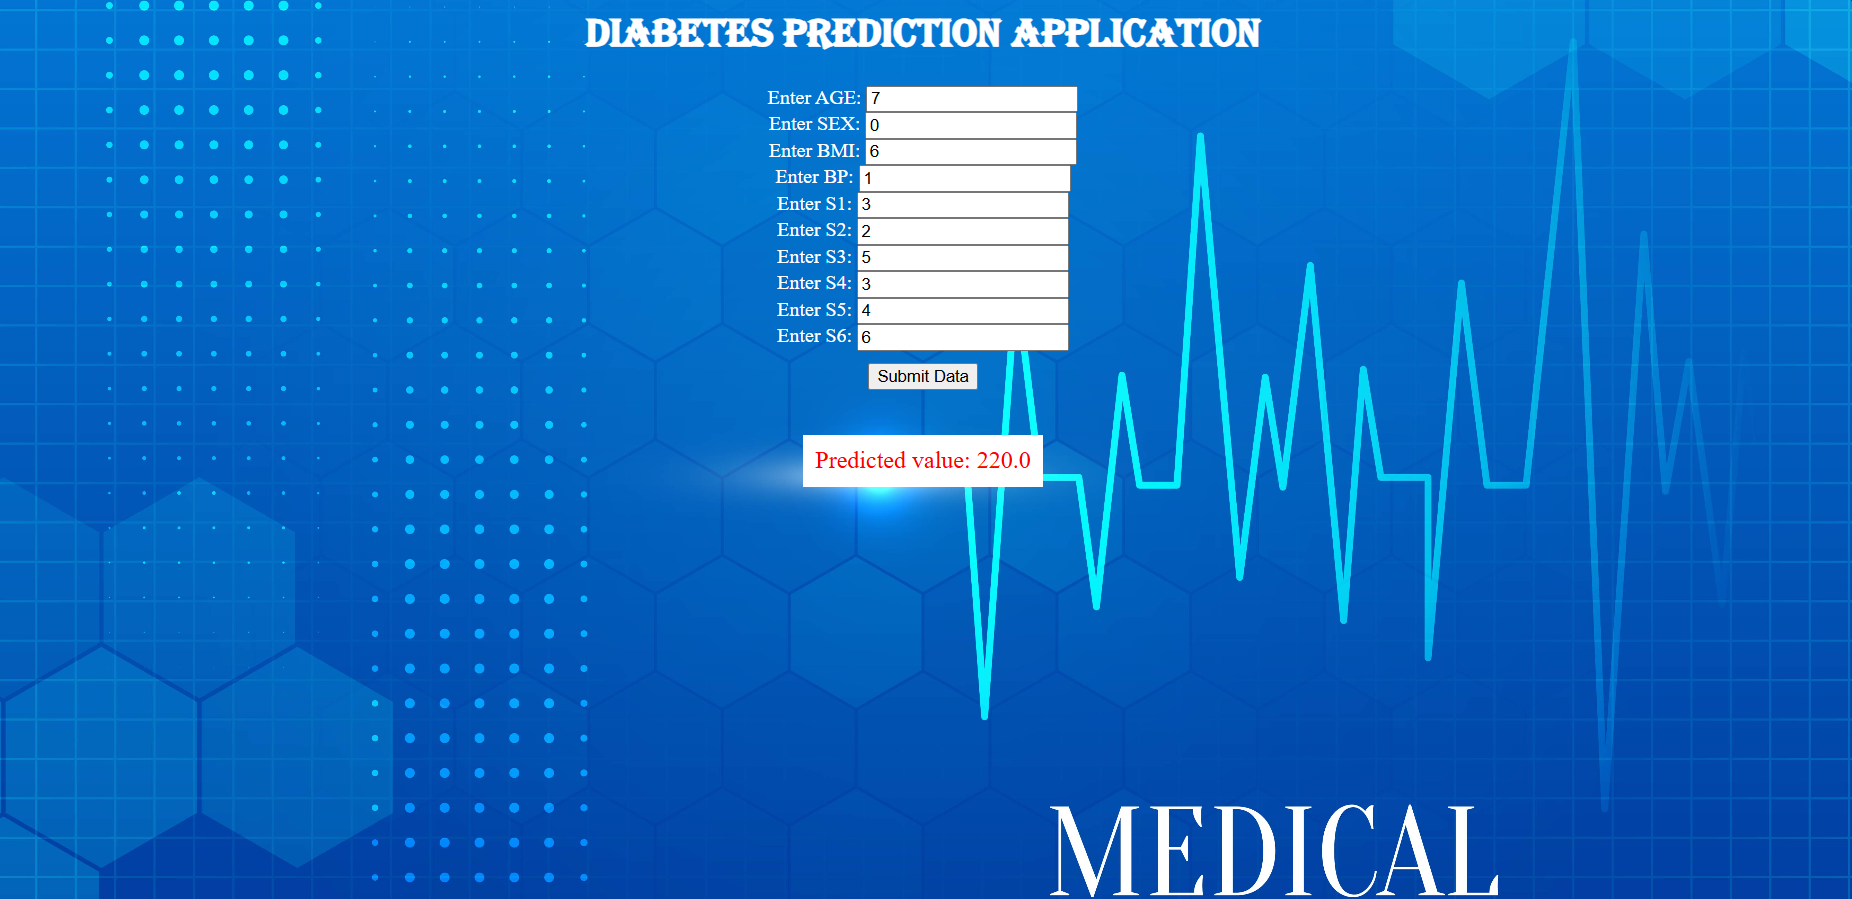 DIABETES PREDICTION APPLICATION
Enter AGE: 7
Enter SEX: 0
Enter BMI: 6
Enter BP: 1
Enter S1: 3
Enter S2: 2
Enter S3: 5
Enter S4: 3
Enter S5: 4
Enter S6: 6
Submit Data
Predicted value: 220.0
MEDICAL